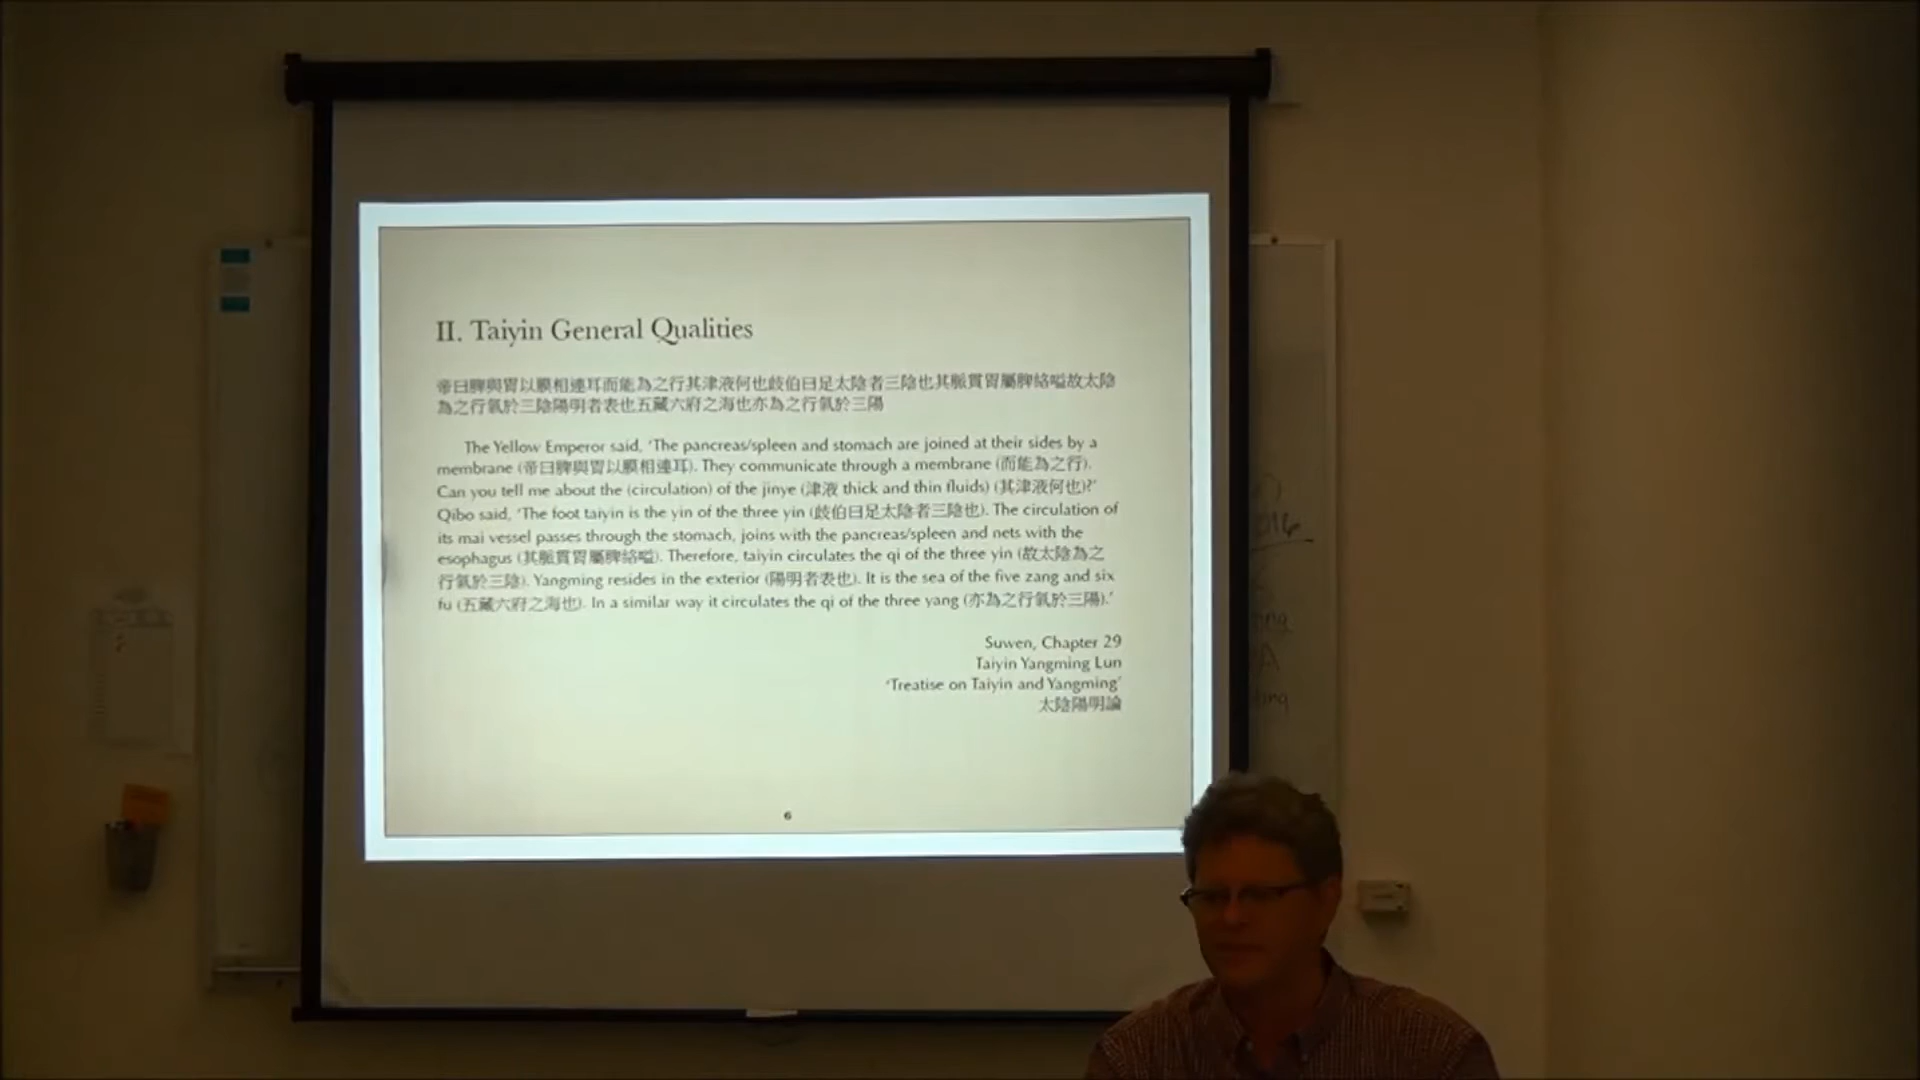 II. Taiyin General Qualities
帝曰脾與胃以膜相連耳而能為之行其津液何也歧伯曰足太陰者三陰也其脈貫胃屬脾絡嗌故太陰
為之行氣於三陰陽明者表也五藏六府之海也亦為之行氣於三陽
The Yellow Emperor said, ‘The pancreas/spleen and stomach are joined at their sides by a
membrane (帝曰脾與胃以膜相連耳). They communicate through a membrane (而能為之行).
Can you tell me about the (circulation) of the jinye (津液 thick and thin fluids) (其津液何也)?’
Qibo said, ‘The foot taiyin is the yin of the three yin (歧伯曰足太陰者三陰也). The circulation of
its mai vessel passes through the stomach, joins with the pancreas/spleen and nets with the
esophagus (其脈貫胃屬脾絡嗌). Therefore, taiyin circulates the qi of the three yin (故太陰為之
行氣於三陰). Yangming resides in the exterior (陽明者表也). It is the sea of the five zang and six
fu (五藏六府之海也). In a similar way it circulates the qi of the three yang (亦為之行氣於三陽).’
Suwen, Chapter 29
Taiyin Yangming Lun
‘Treatise on Taiyin and Yangming’
太陰陽明論
6